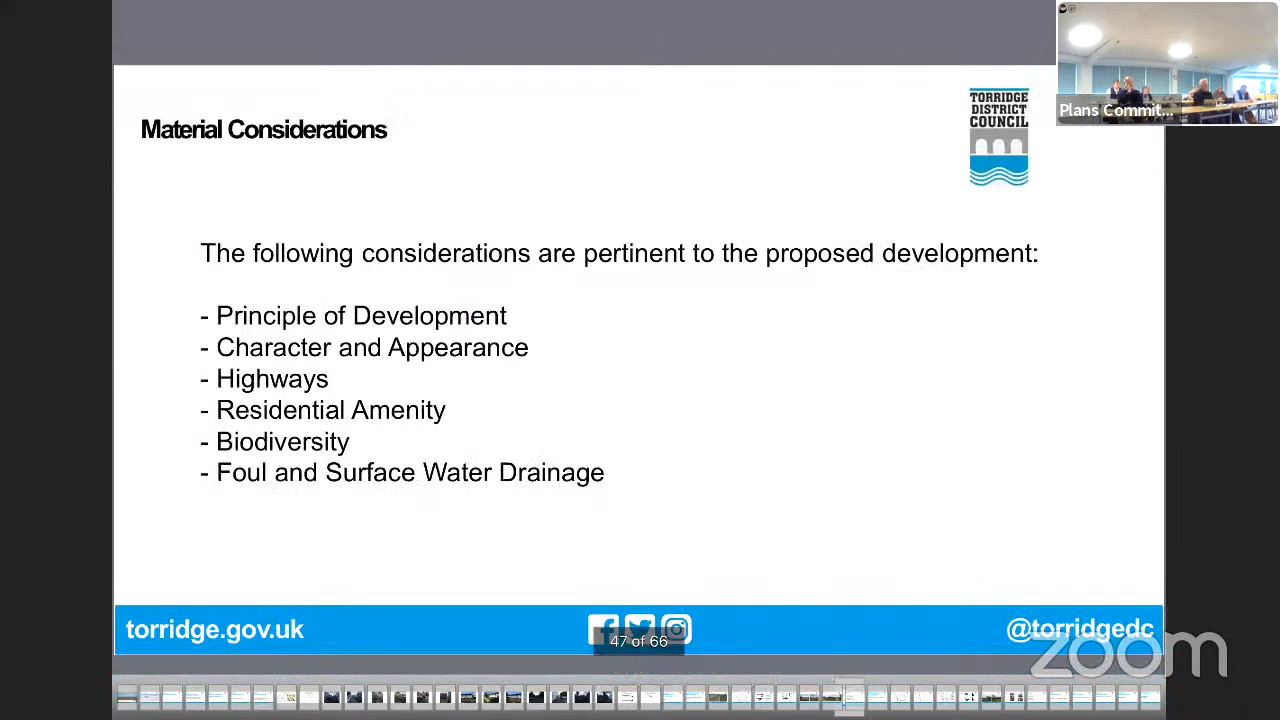 Material Considerations
TORRIDGE
DISTRICT
COUNCIL
Plans Commit...
The following considerations are pertinent to the proposed development:
- Principle of Development
- Character and Appearance
- Highways
- Residential Amenity
- Biodiversity
- Foul and Surface Water Drainage
torridge.gov.uk
47 of 66
@torridgedc
zoom